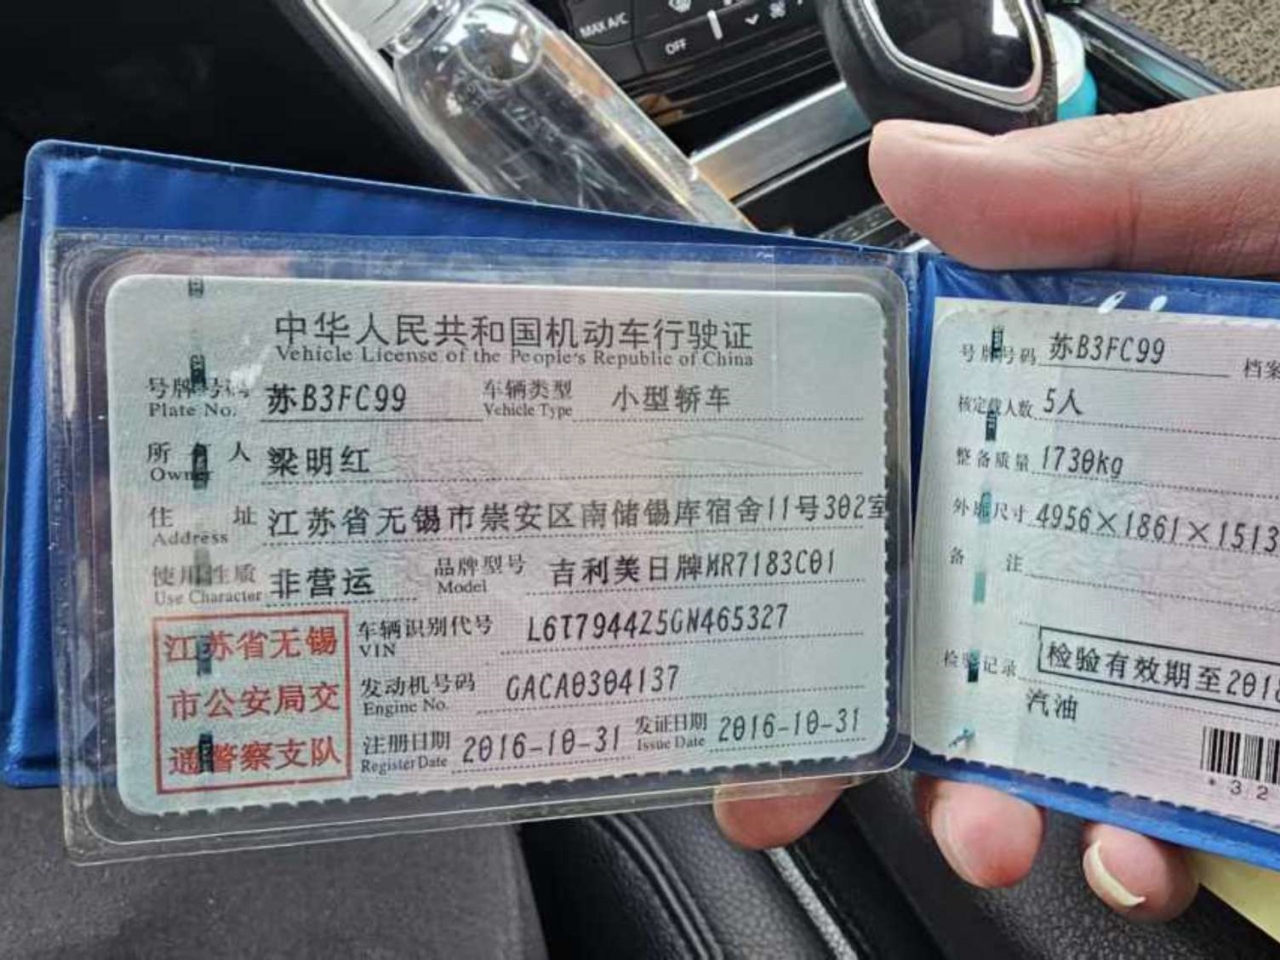 MAX A/C
OFF
中华人民共和国机动车行驶证
Vehicle License of the People's Republic of China
号牌号码 苏B3FC99 车辆类型 小型轿车
Plate No. Vehicle Type
所有人 梁明红
Owner
住址 江苏省无锡市崇安区南储锡库宿舍11号302室
Address
使用性质 非营运 品牌型号 吉利美日牌MR7183C01
Use Character Model
车辆识别代号 L6T794425GN465327
VIN
发动机号码 GACA0304137
Engine No.
注册日期 2016-10-31 发证日期 2016-10-31
Register Date Issue Date
江苏省无锡
市公安局交
通警察支队
号牌号码 苏B3FC99 档案
核定载人数 5人
整备质量 1730kg
外廓尺寸 4956×1861×1513
备注
检验记录 检验有效期至201
汽油
*32